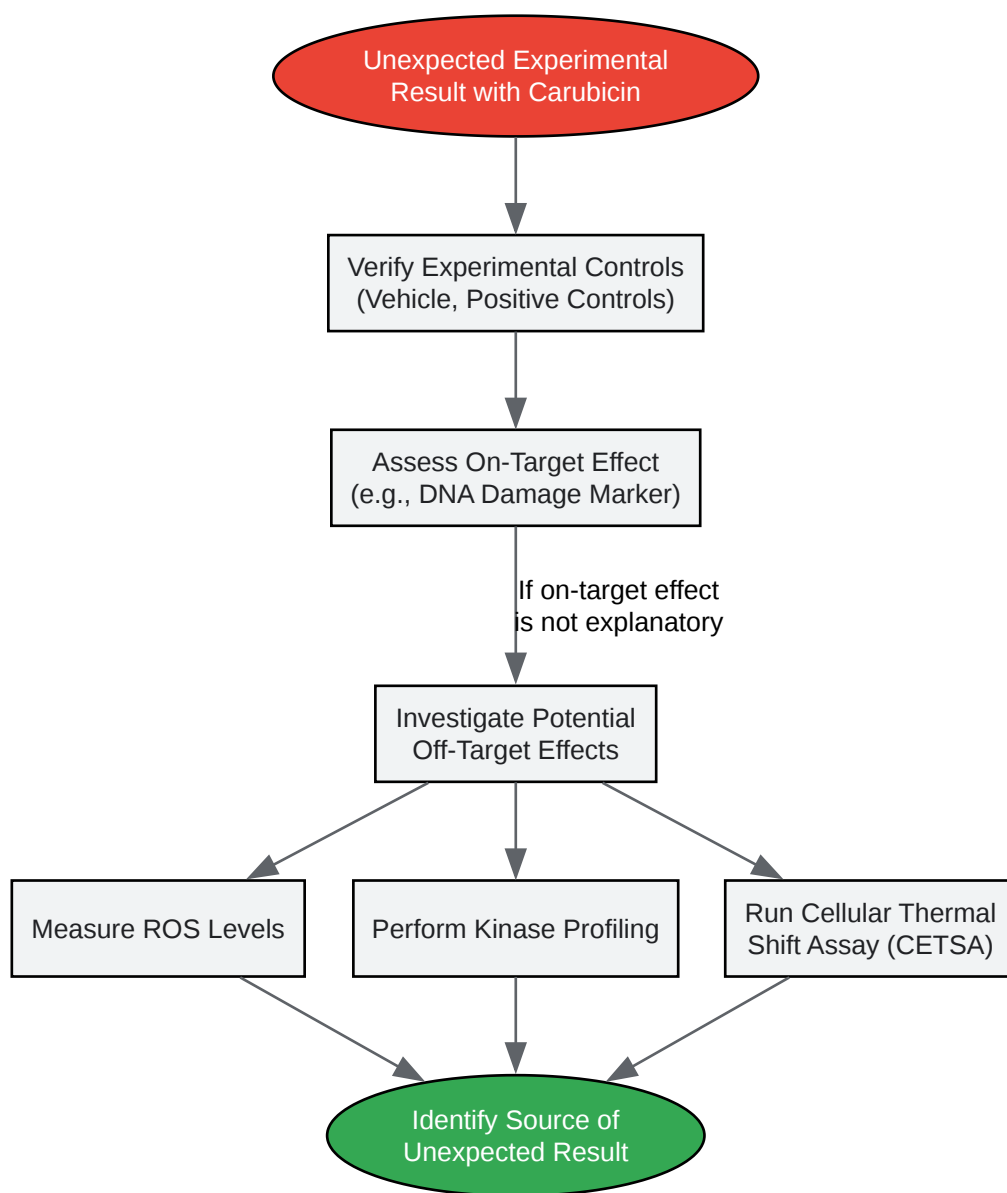 Unexpected Experimental
Result with Carubicin
Verify Experimental Controls
(Vehicle, Positive Controls)
Assess On-Target Effect
(e.g., DNA Damage Marker)
If on-target effect
is not explanatory
Investigate Potential
Off-Target Effects
Measure ROS Levels
Perform Kinase Profiling
Run Cellular Thermal
Shift Assay (CETSA)
Identify Source of
Unexpected Result